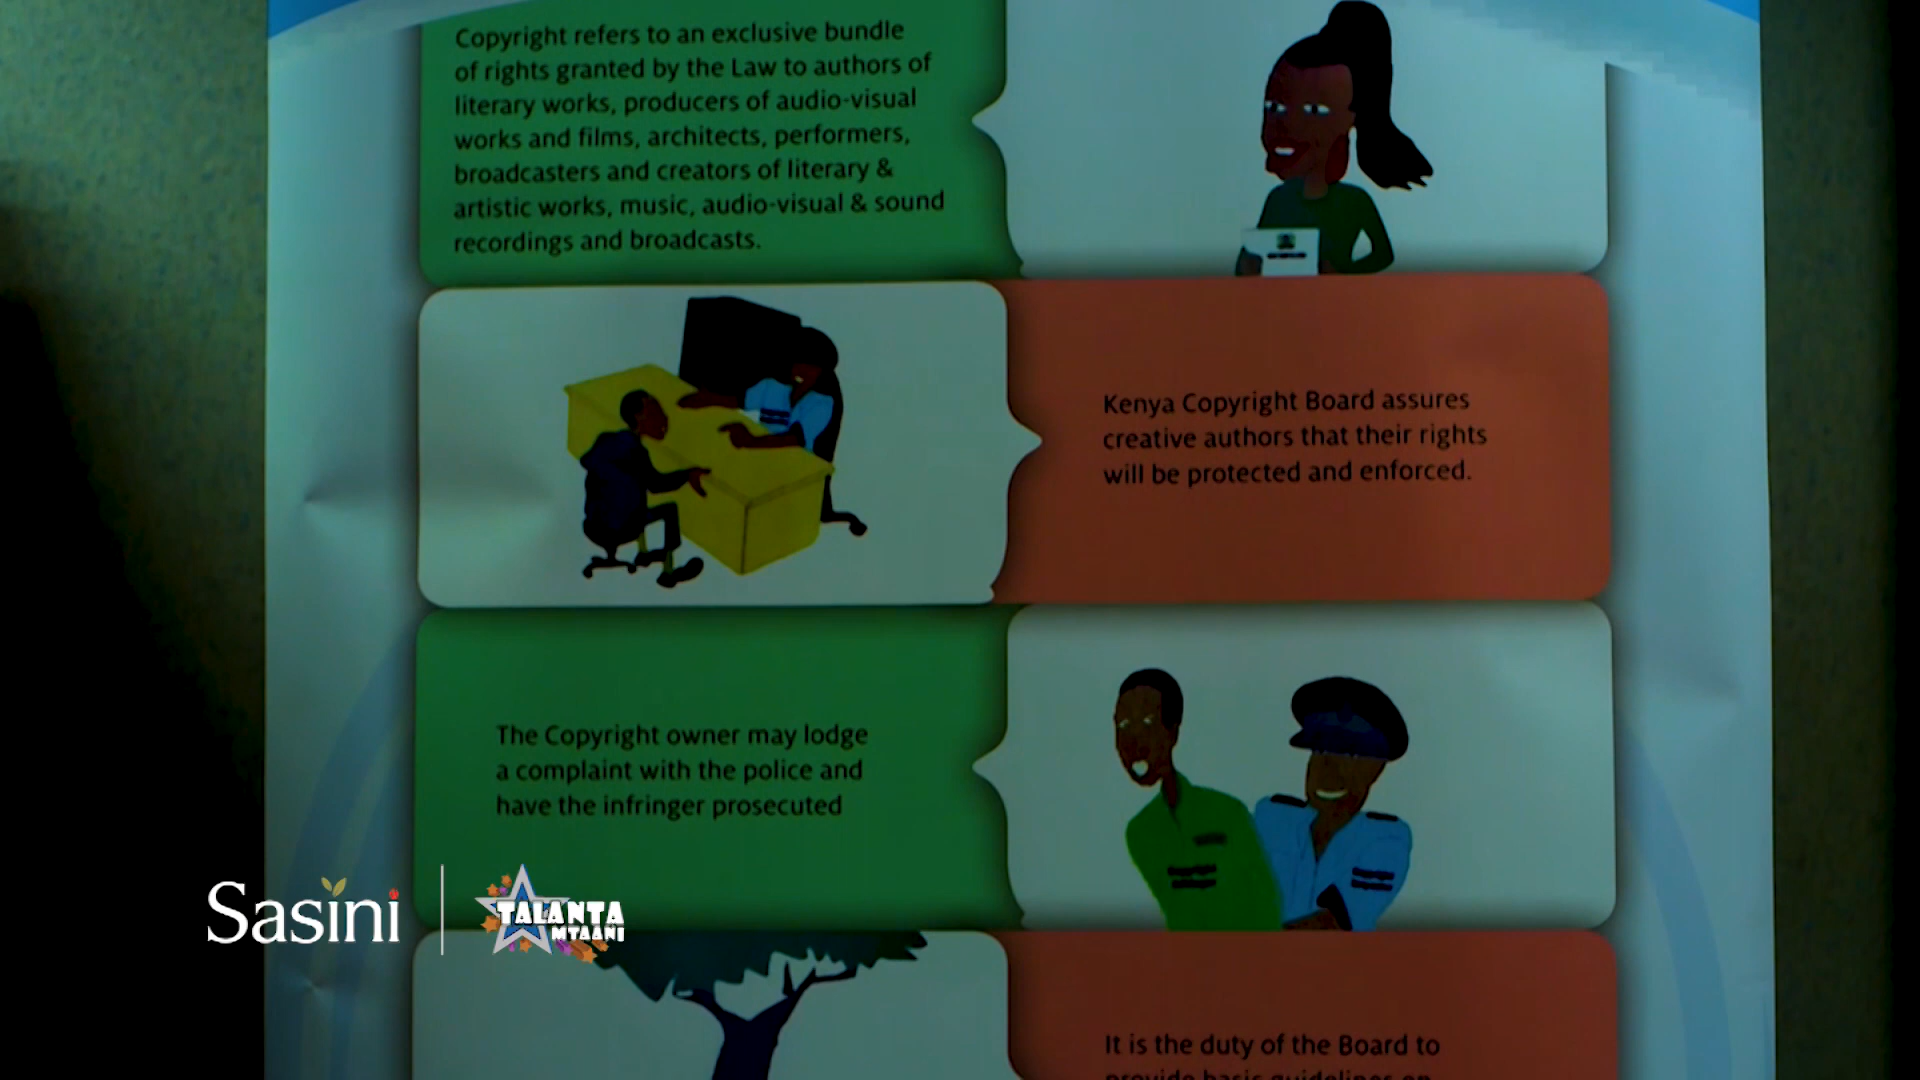 Copyright refers to an exclusive bundle
of rights granted by the Law to authors of
literary works, producers of audio-visual
works and films, architects, performers,
broadcasters and creators of literary &
artistic works, music, audio-visual & sound
recordings and broadcasts.
Kenya Copyright Board assures
creative authors that their rights
will be protected and enforced.
The Copyright owner may lodge
a complaint with the police and
have the infringer prosecuted
Sasini
TALANTA
MTAANI
It is the duty of the Board to
provide basic guidelines on